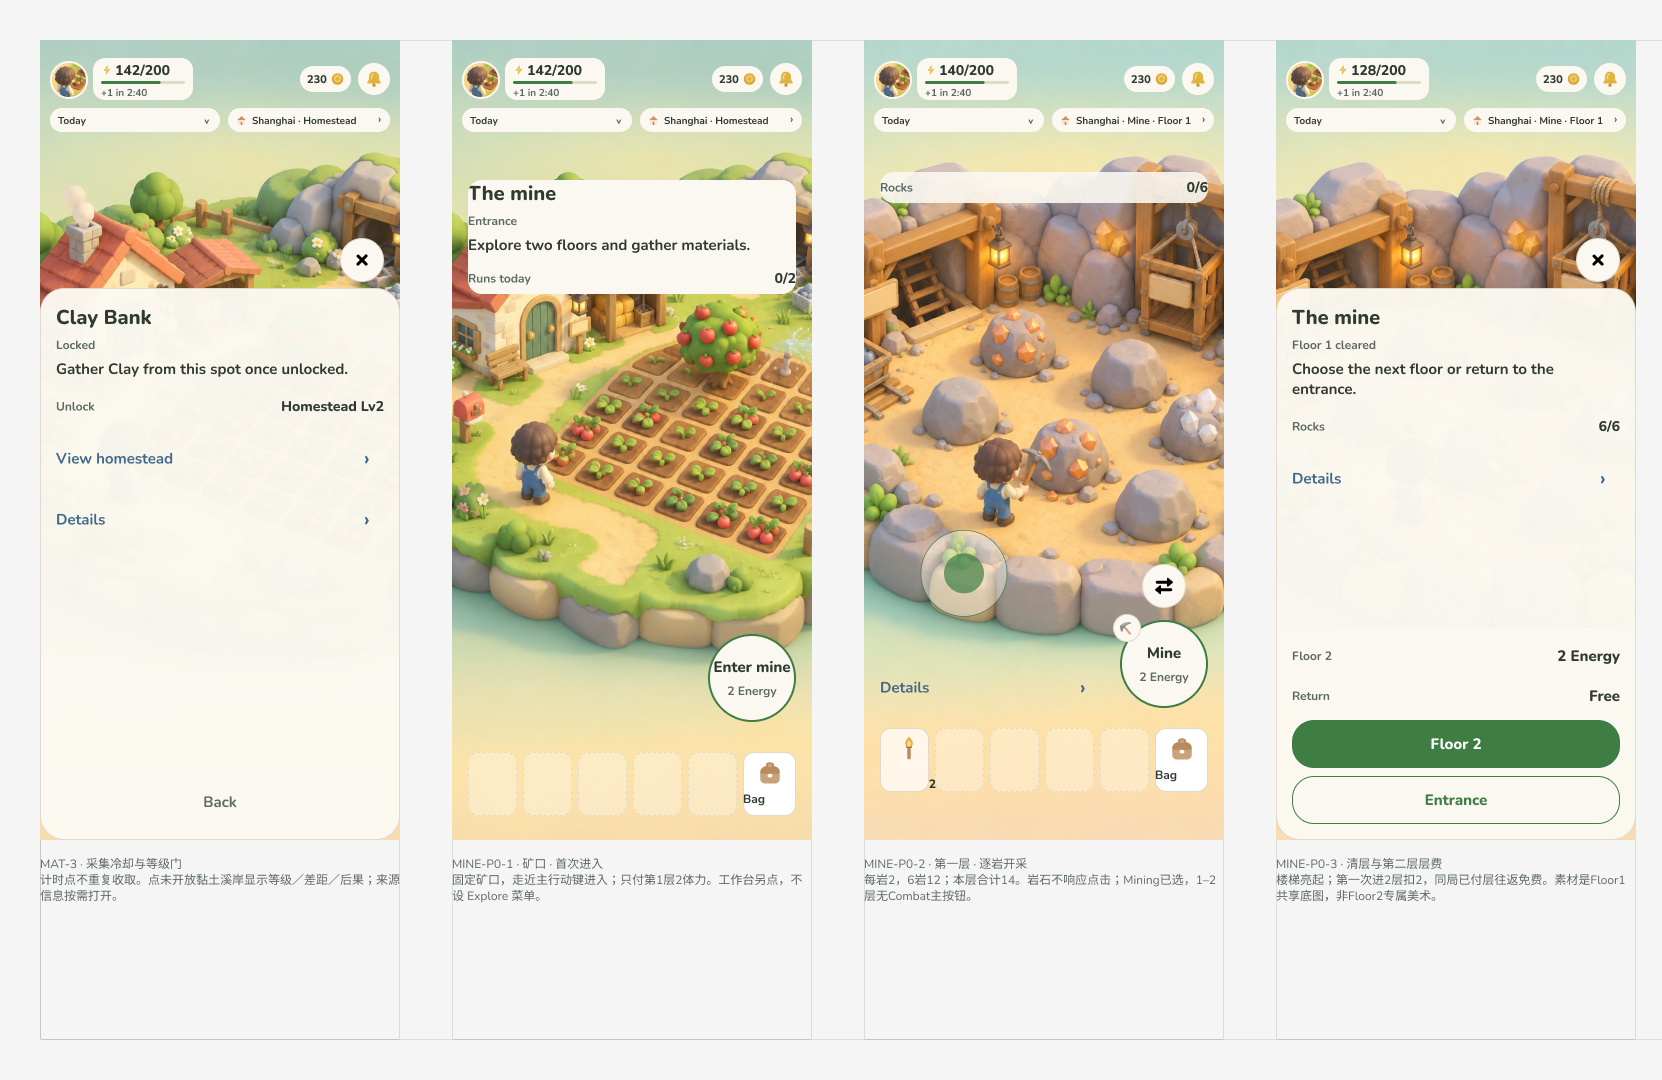 142/200
+1 in 2:40
230
Today
Shanghai · Homestead
Clay Bank
Locked
Gather Clay from this spot once unlocked.
Unlock
Homestead Lv2
View homestead
Details
Back
MAT-3 · 采集冷却与等级门
计时点不重复收取。点未开放黏土溪岸显示等级／差距／后果；来源
信息按需打开。
142/200
+1 in 2:40
230
Today
Shanghai · Homestead
The mine
Entrance
Explore two floors and gather materials.
Runs today
0/2
Enter mine
2 Energy
Bag
MINE-P0-1 · 矿口 · 首次进入
固定矿口，走近主行动键进入；只付第1层2体力。工作台另点，不
设 Explore 菜单。
140/200
+1 in 2:40
230
Today
Shanghai · Mine · Floor 1
Rocks
0/6
Mine
2 Energy
Details
2
Bag
MINE-P0-2 · 第一层 · 逐岩开采
每岩2，6岩12；本层合计14。岩石不响应点击；Mining已选，1–2
层无Combat主按钮。
128/200
+1 in 2:40
230
Today
Shanghai · Mine · Floor 1
The mine
Floor 1 cleared
Choose the next floor or return to the
entrance.
Rocks
6/6
Details
Floor 2
2 Energy
Return
Free
Floor 2
Entrance
MINE-P0-3 · 清层与第二层层费
楼梯亮起；第一次进2层扣2，同局已付层往返免费。素材是Floor1
共享底图，非Floor2专属美术。